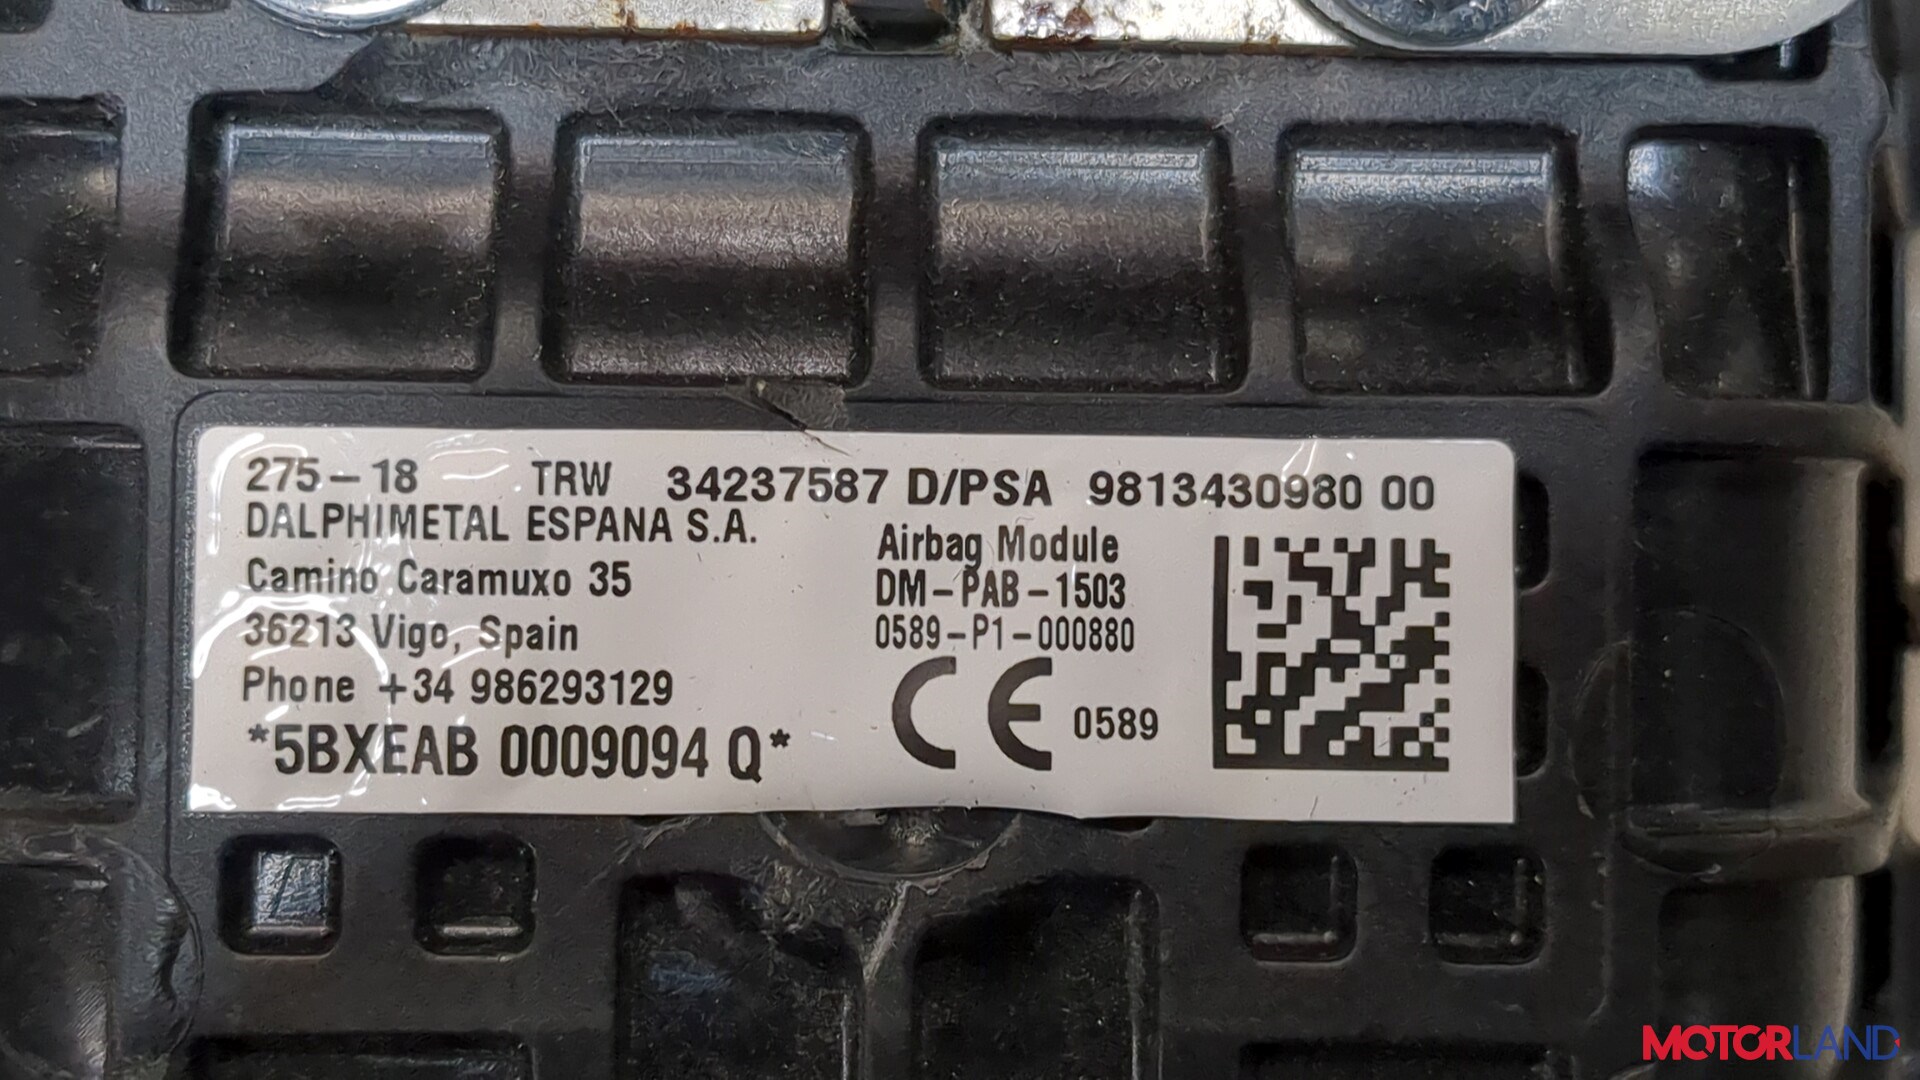 275-18 TRW 34237587 D/PSA 9813430980 00
DALPHIMETAL ESPANA S.A.
Camino Caramuxo 35
36213 Vigo, Spain
Phone +34 986293129
*5BXEAB 0009094 Q*
Airbag Module
DM-PAB-1503
0589-P1-000880
CE 0589
MOTORLAND